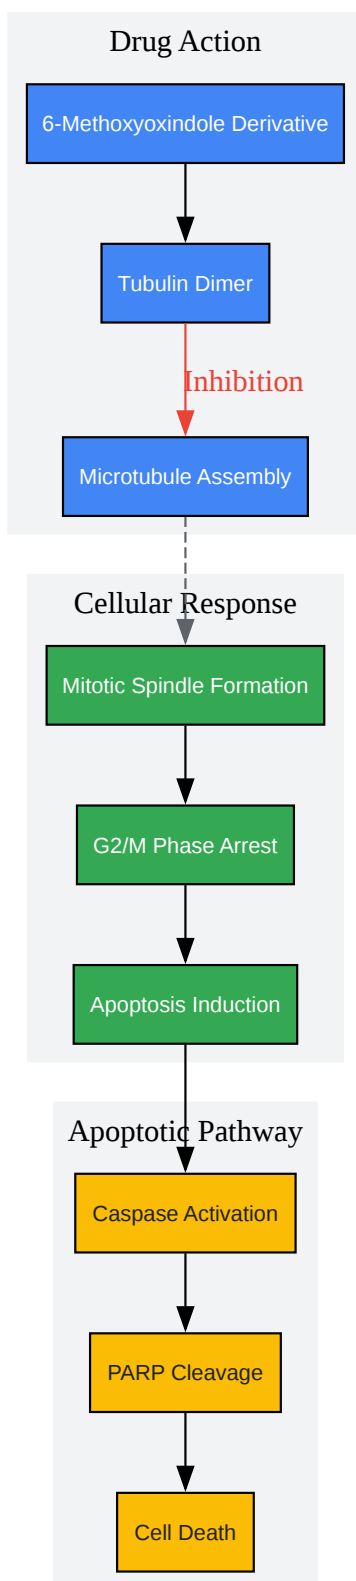 Drug Action
6-Methoxyoxindole Derivative
Tubulin Dimer
Inhibition
Microtubule Assembly
Cellular Response
Mitotic Spindle Formation
G2/M Phase Arrest
Apoptosis Induction
Apoptotic Pathway
Caspase Activation
PARP Cleavage
Cell Death